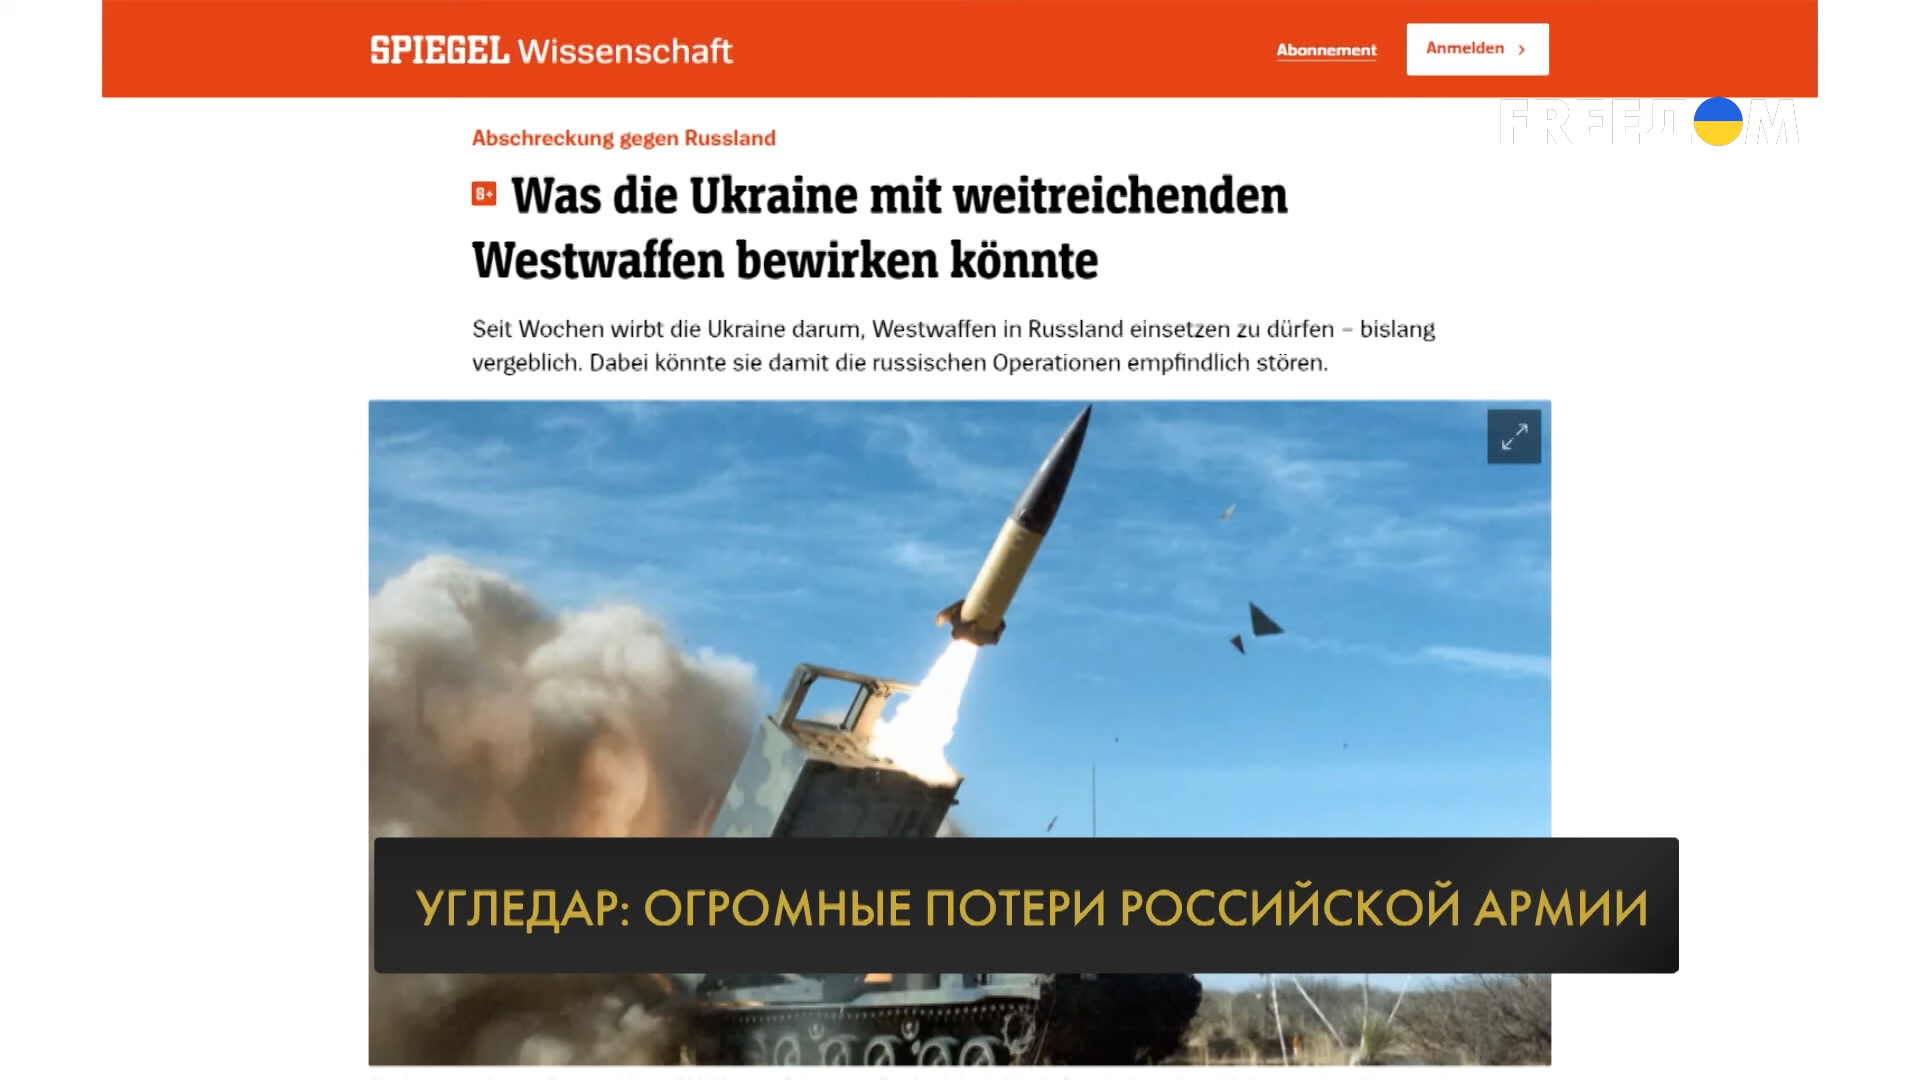 SPIEGEL Wissenschaft
Abonnement
Anmelden
FREEДOM
Abschreckung gegen Russland
S+ Was die Ukraine mit weitreichenden
Westwaffen bewirken könnte
Seit Wochen wirbt die Ukraine darum, Westwaffen in Russland einsetzen zu dürfen – bislang
vergeblich. Dabei könnte sie damit die russischen Operationen empfindlich stören.
УГЛЕДАР: ОГРОМНЫЕ ПОТЕРИ РОССИЙСКОЙ АРМИИ